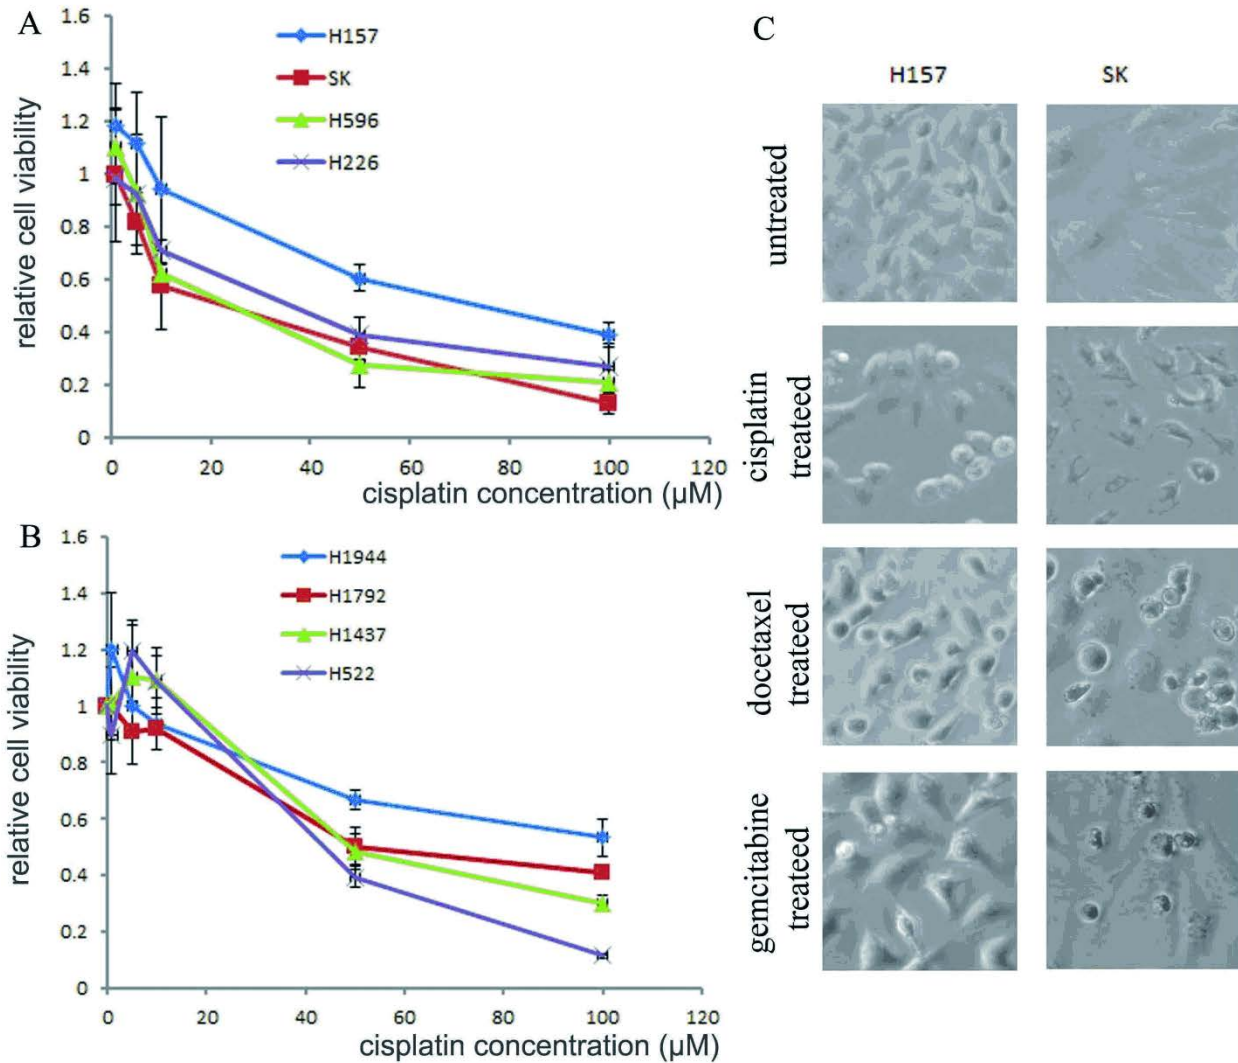 A
1.6
1.4
1.2
1
0.8
0.6
0.4
0.2
0
relative cell viability
H157
SK
H596
H226
0 20 40 60 80 100 120
cisplatin concentration (µM)
B
1.6
1.4
1.2
1
0.8
0.6
0.4
0.2
0
relative cell viability
H1944
H1792
H1437
H522
0 20 40 60 80 100 120
cisplatin concentration (µM)
C
H157 SK
untreated
cisplatin
treateed
docetaxel
treateed
gemcitabine
treateed